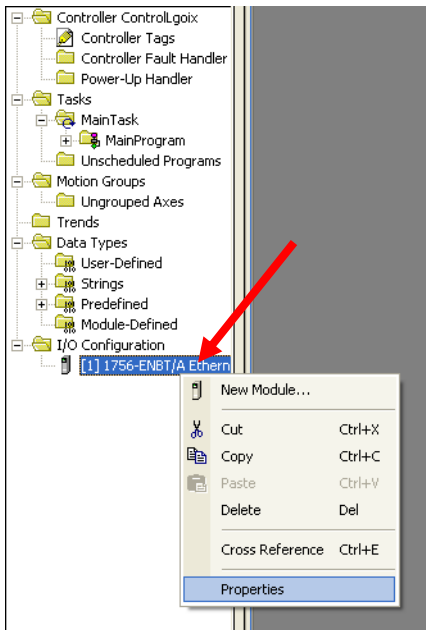 Controller ControlLgoix
Controller Tags
Controller Fault Handler
Power-Up Handler
Tasks
MainTask
MainProgram
Unscheduled Programs
Motion Groups
Ungrouped Axes
Trends
Data Types
User-Defined
Strings
Predefined
Module-Defined
I/O Configuration
[1] 1756-ENBT/A Ethern
New Module...
Cut Ctrl+X
Copy Ctrl+C
Paste Ctrl+V
Delete Del
Cross Reference Ctrl+E
Properties